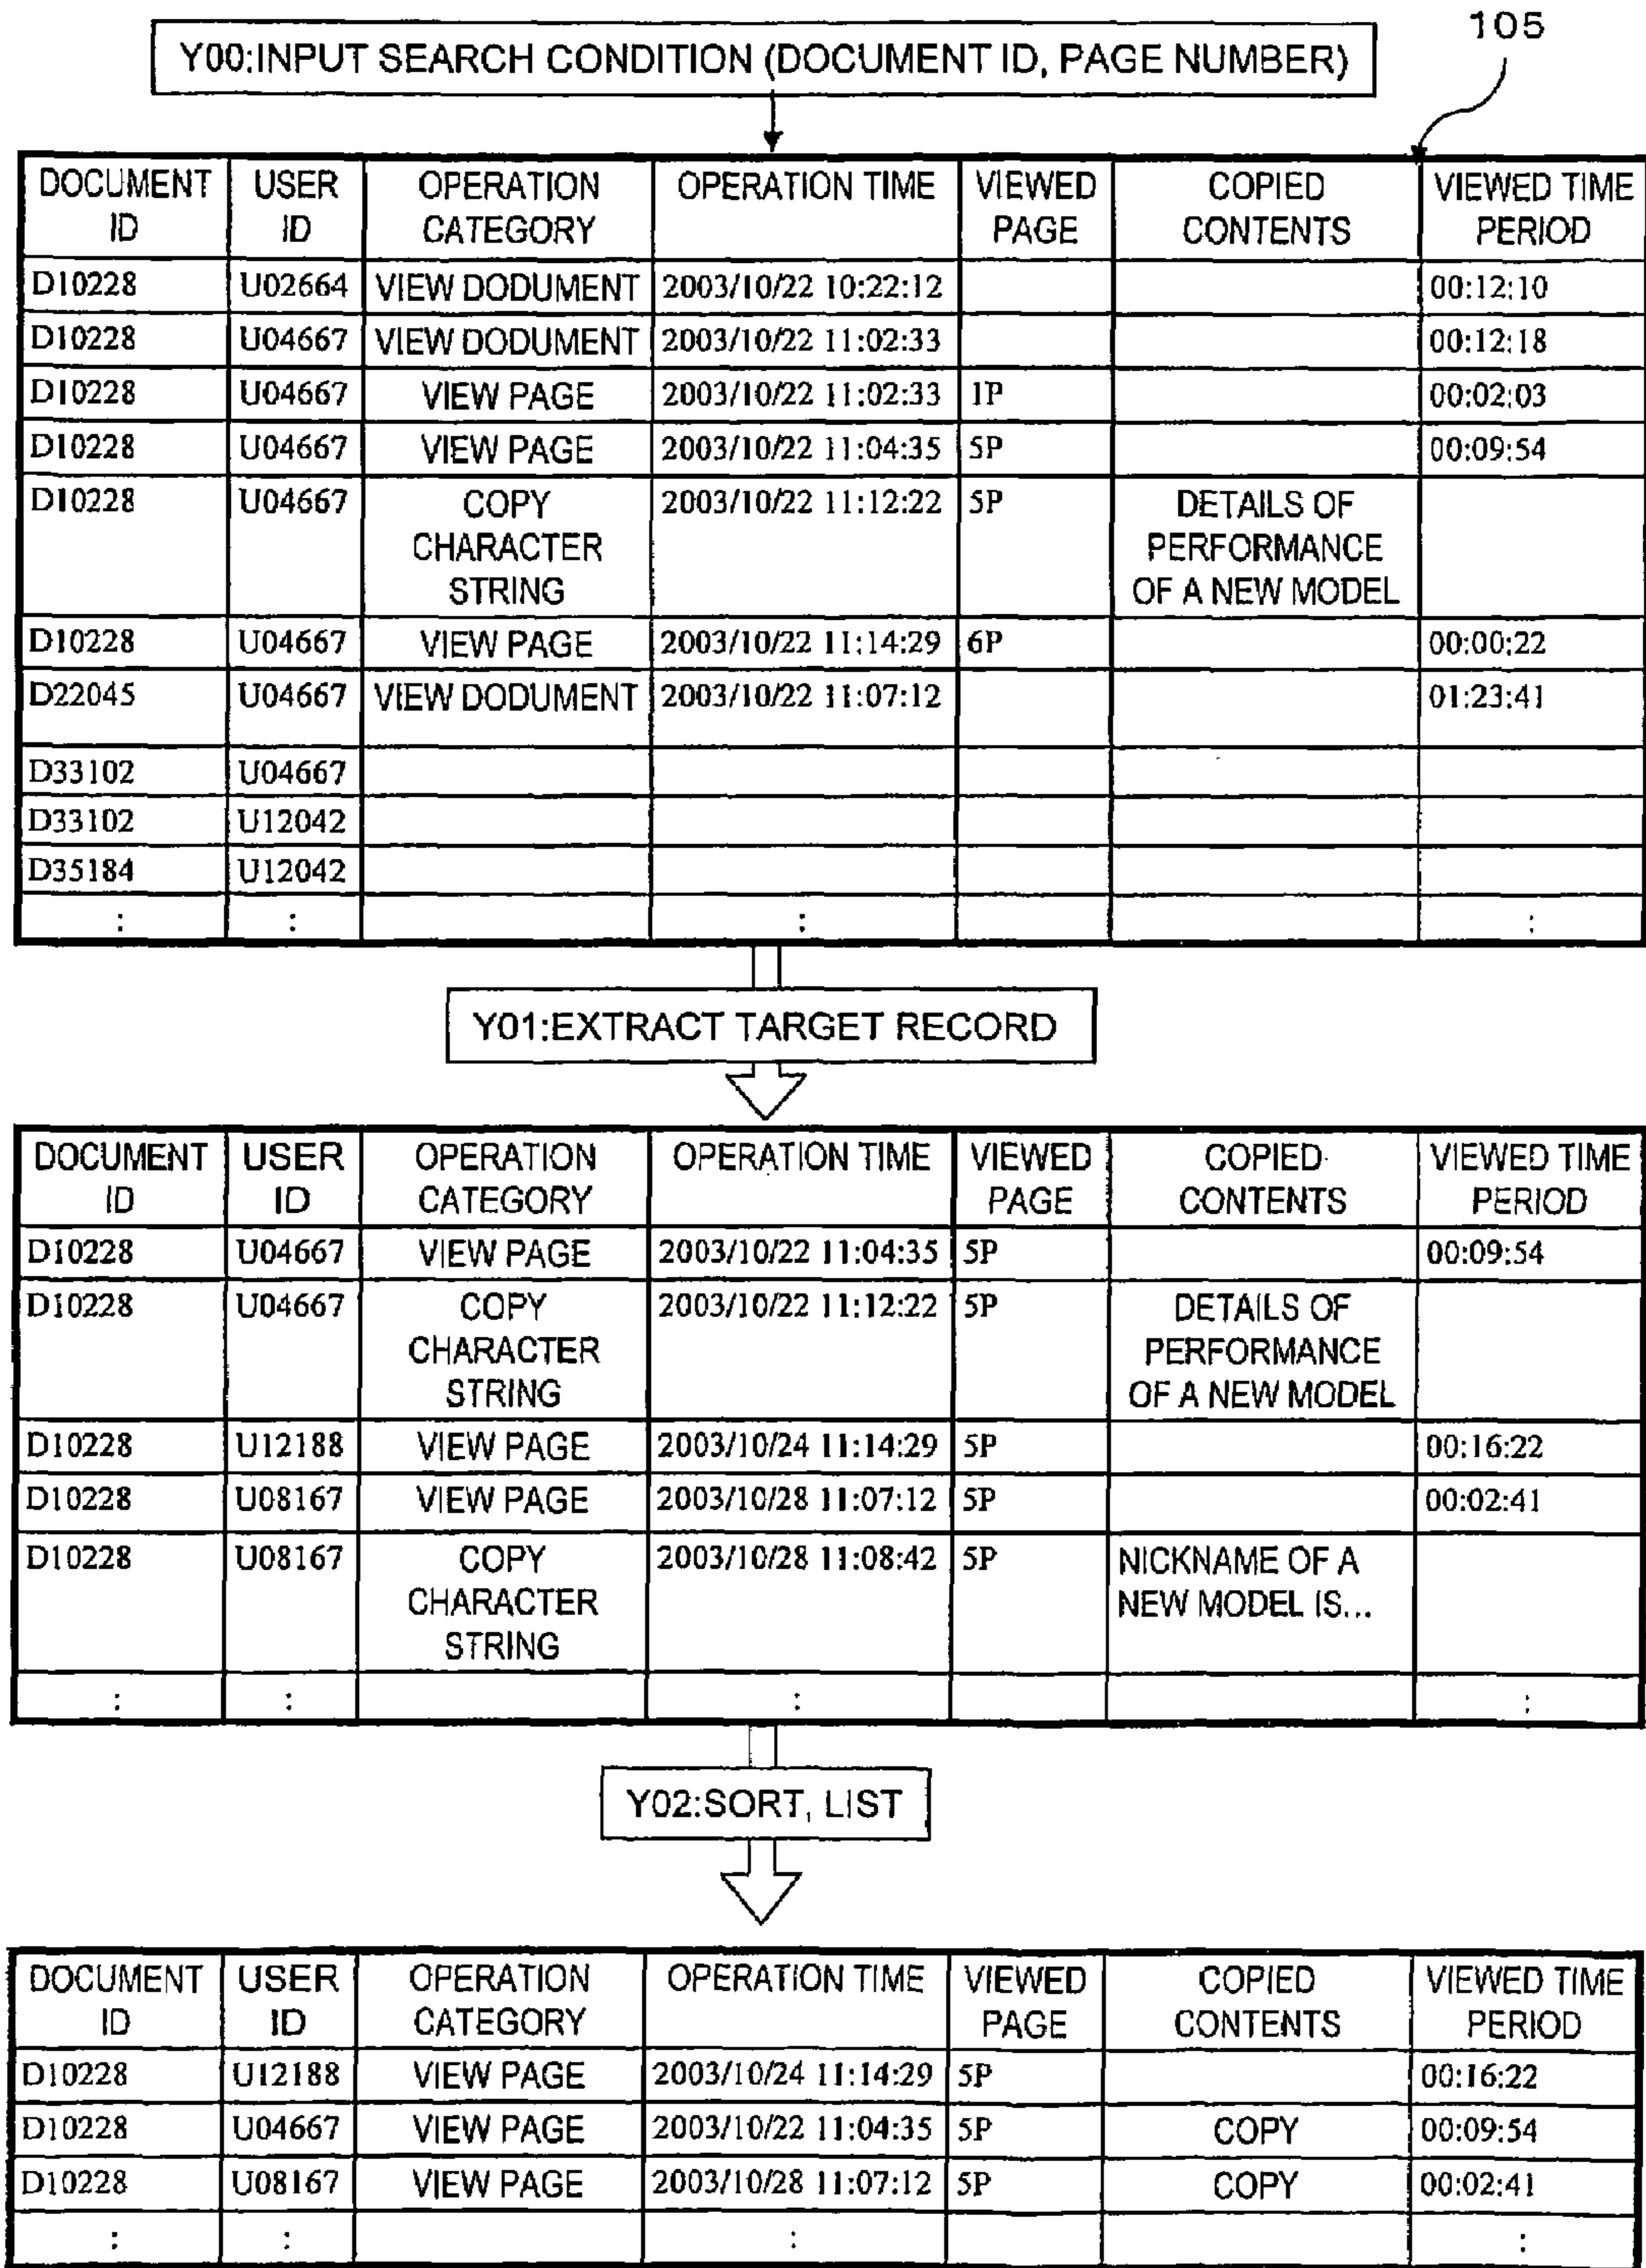 105
Y00:INPUT SEARCH CONDITION (DOCUMENT ID, PAGE NUMBER)
DOCUMENT ID USER ID OPERATION CATEGORY OPERATION TIME VIEWED PAGE COPIED CONTENTS VIEWED TIME PERIOD
D10228 U02664 VIEW DODUMENT 2003/10/22 10:22:12 00:12:10
D10228 U04667 VIEW DODUMENT 2003/10/22 11:02:33 00:12:18
D10228 U04667 VIEW PAGE 2003/10/22 11:02:33 1P 00:02:03
D10228 U04667 VIEW PAGE 2003/10/22 11:04:35 5P 00:09:54
D10228 U04667 COPY CHARACTER STRING 2003/10/22 11:12:22 5P DETAILS OF PERFORMANCE OF A NEW MODEL
D10228 U04667 VIEW PAGE 2003/10/22 11:14:29 6P 00:00:22
D22045 U04667 VIEW DODUMENT 2003/10/22 11:07:12 01:23:41
D33102 U04667
D33102 U12042
D35184 U12042
: : : :
Y01:EXTRACT TARGET RECORD
DOCUMENT ID USER ID OPERATION CATEGORY OPERATION TIME VIEWED PAGE COPIED CONTENTS VIEWED TIME PERIOD
D10228 U04667 VIEW PAGE 2003/10/22 11:04:35 5P 00:09:54
D10228 U04667 COPY CHARACTER STRING 2003/10/22 11:12:22 5P DETAILS OF PERFORMANCE OF A NEW MODEL
D10228 U12188 VIEW PAGE 2003/10/24 11:14:29 5P 00:16:22
D10228 U08167 VIEW PAGE 2003/10/28 11:07:12 5P 00:02:41
D10228 U08167 COPY CHARACTER STRING 2003/10/28 11:08:42 5P NICKNAME OF A NEW MODEL IS...
: : : :
Y02:SORT, LIST
DOCUMENT ID USER ID OPERATION CATEGORY OPERATION TIME VIEWED PAGE COPIED CONTENTS VIEWED TIME PERIOD
D10228 U12188 VIEW PAGE 2003/10/24 11:14:29 5P 00:16:22
D10228 U04667 VIEW PAGE 2003/10/22 11:04:35 5P COPY 00:09:54
D10228 U08167 VIEW PAGE 2003/10/28 11:07:12 5P COPY 00:02:41
: : : :